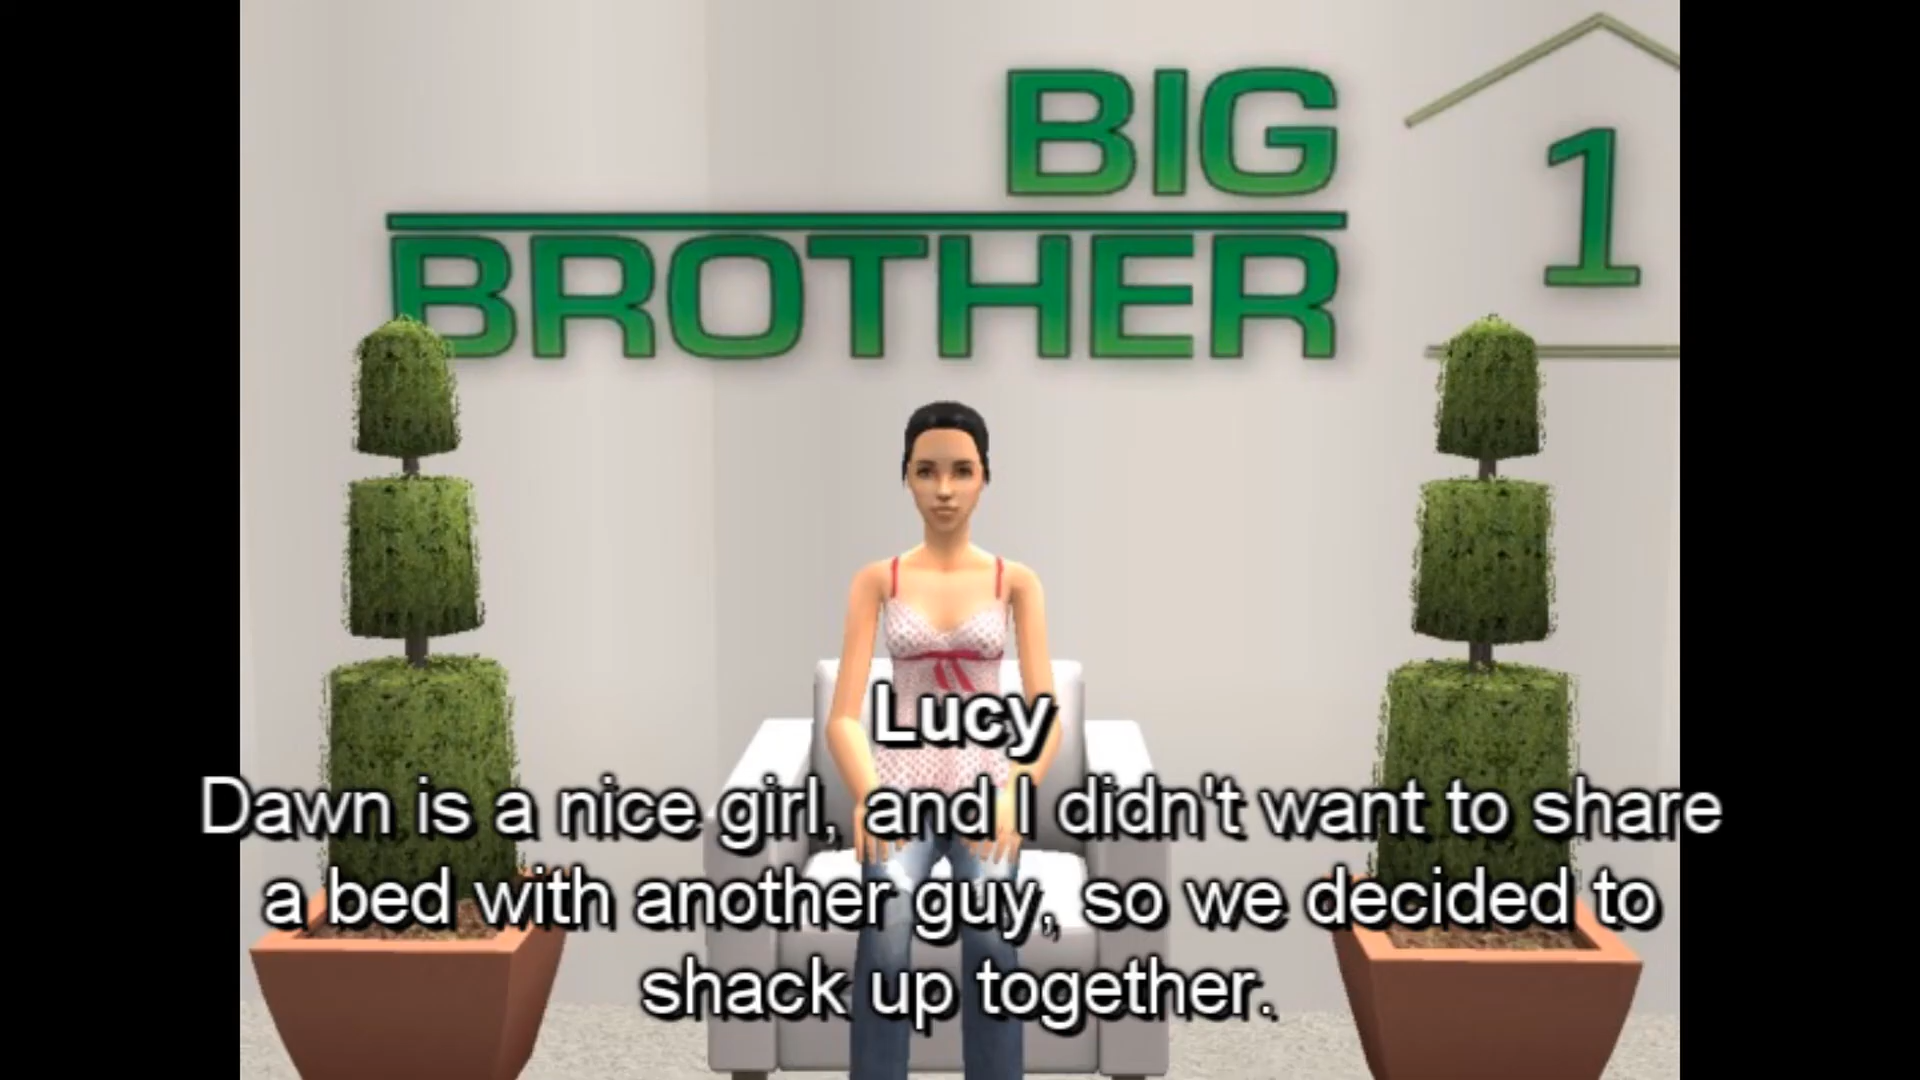 BIG
BROTHER
1
Lucy
Dawn is a nice girl, and I didn't want to share
a bed with another guy, so we decided to
shack up together.